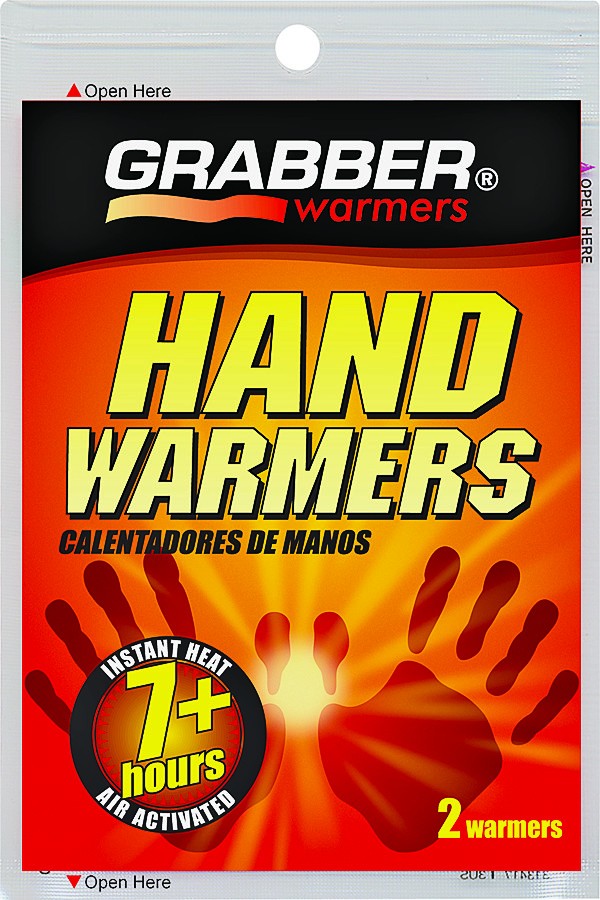 ▲ Open Here
GRABBER®
warmers
OPEN HERE
HAND
WARMERS
CALENTADORES DE MANOS
INSTANT HEAT
7+
hours
AIR ACTIVATED
2 warmers
▼ Open Here